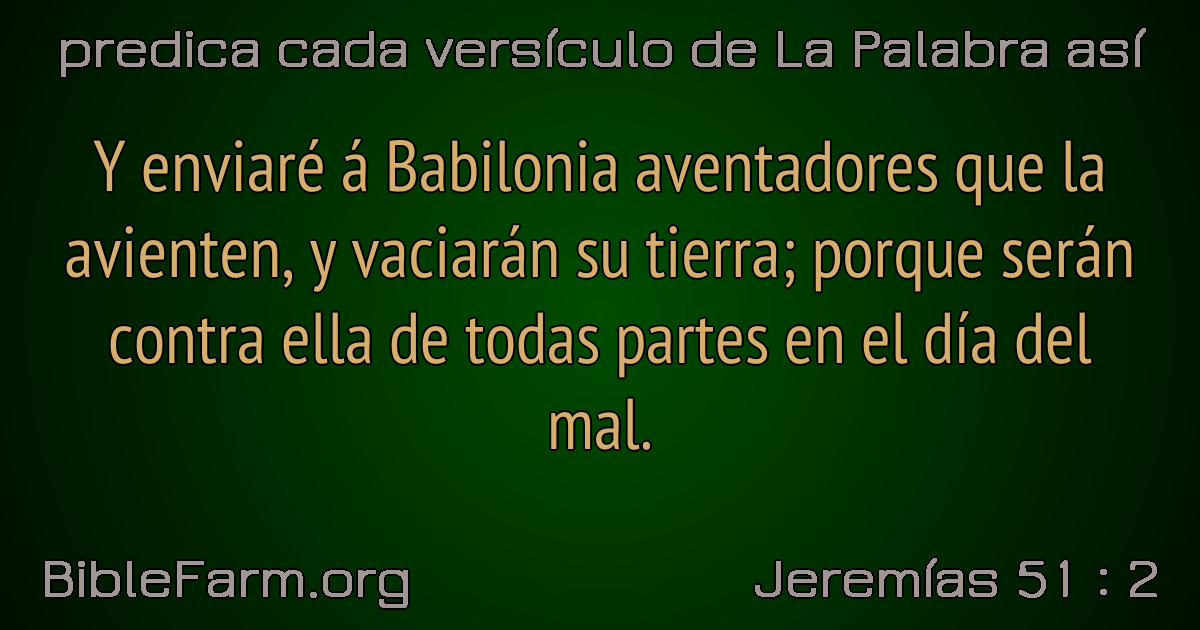 predica cada versículo de La Palabra así
Y enviaré á Babilonia aventadores que la
avienten, y vaciarán su tierra; porque serán
contra ella de todas partes en el día del
mal.
BibleFarm.org
Jeremías 51 : 2